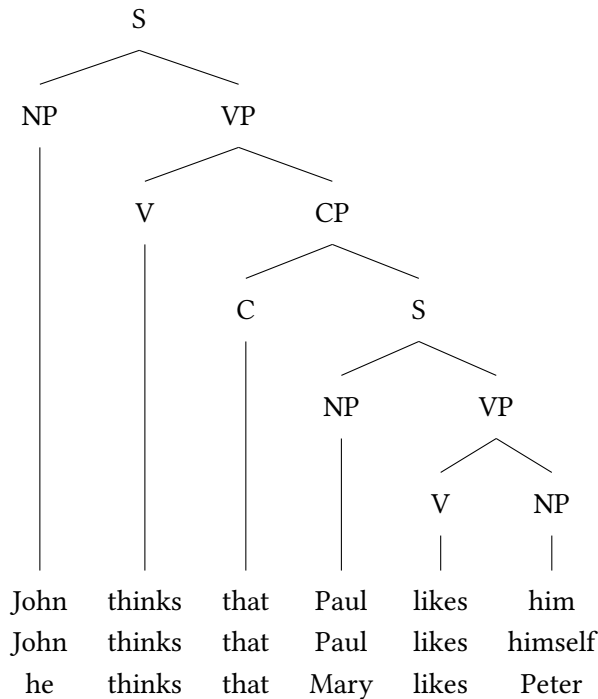 S
NP VP
V CP
C S
NP VP
V NP
John thinks that Paul likes him
John thinks that Paul likes himself
he thinks that Mary likes Peter